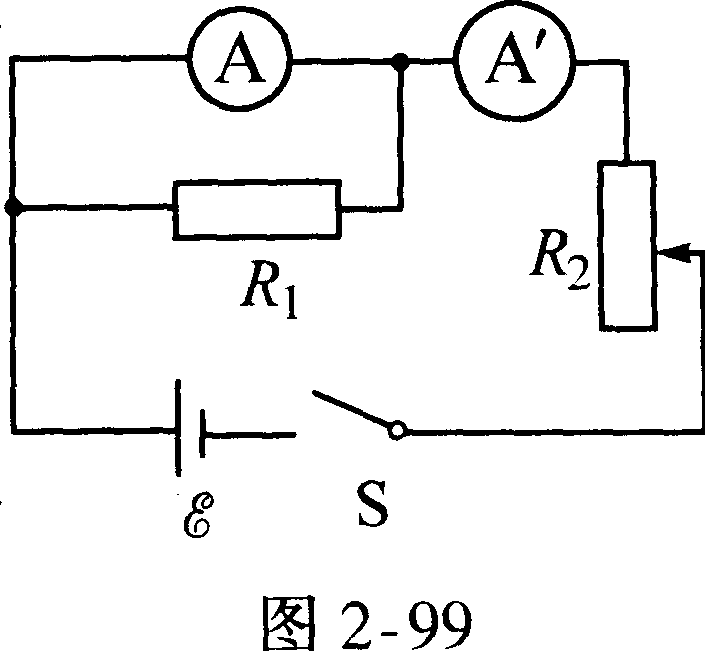 A A′
R₁
R₂
ℰ S
图 2-99